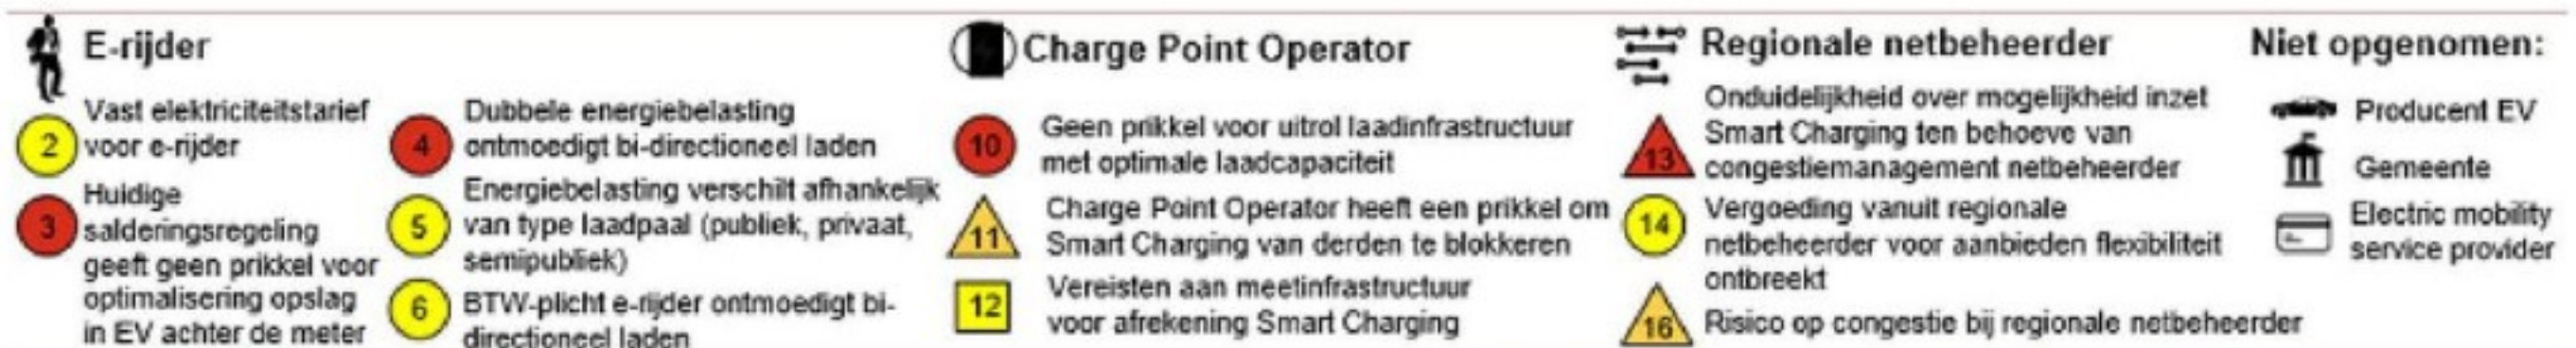 E-rijder
2
Vast elektriciteitstarief
voor e-rijder
3
Huidige
salderingsregeling
geeft geen prikkel voor
optimalisering opslag
in EV achter de meter
4
Dubbele energiebelasting
ontmoedigt bi-directioneel laden
5
Energiebelasting verschilt afhankelijk
van type laadpaal (publiek, privaat,
semipubliek)
6
BTW-plicht e-rijder ontmoedigt bi-
directioneel laden
Charge Point Operator
10
Geen prikkel voor uitrol laadinfrastructuur
met optimale laadcapaciteit
11
Charge Point Operator heeft een prikkel om
Smart Charging van derden te blokkeren
12
Vereisten aan meetinfrastructuur
voor afrekening Smart Charging
Regionale netbeheerder
13
Onduidelijkheid over mogelijkheid inzet
Smart Charging ten behoeve van
congestiemanagement netbeheerder
14
Vergoeding vanuit regionale
netbeheerder voor aanbieden flexibiliteit
ontbreekt
16
Risico op congestie bij regionale netbeheerder
Niet opgenomen:
Producent EV
Gemeente
Electric mobility
service provider